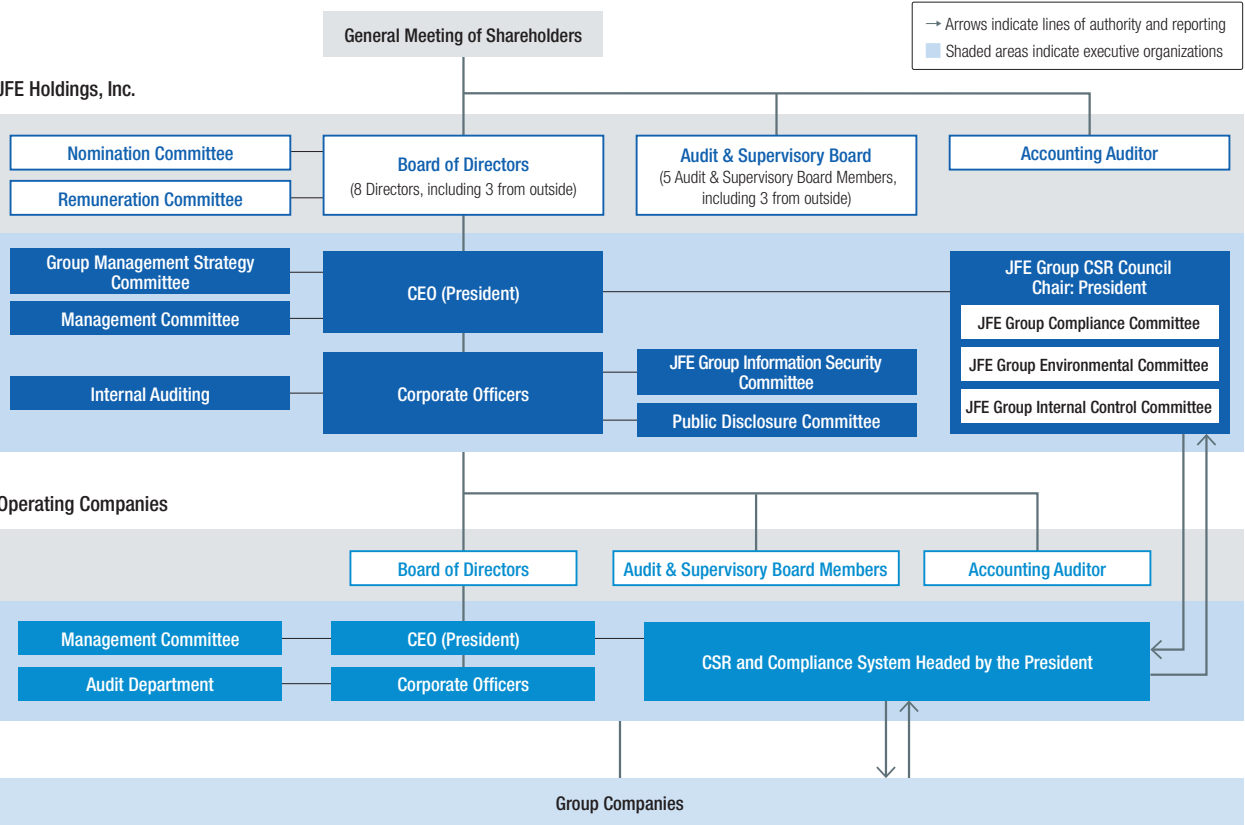 General Meeting of Shareholders
→ Arrows indicate lines of authority and reporting
Shaded areas indicate executive organizations
JFE Holdings, Inc.
Nomination Committee
Remuneration Committee
Board of Directors
(8 Directors, including 3 from outside)
Audit & Supervisory Board
(5 Audit & Supervisory Board Members,
including 3 from outside)
Accounting Auditor
Group Management Strategy
Committee
Management Committee
CEO (President)
JFE Group CSR Council
Chair: President
JFE Group Compliance Committee
JFE Group Environmental Committee
JFE Group Internal Control Committee
Internal Auditing
Corporate Officers
JFE Group Information Security
Committee
Public Disclosure Committee
Operating Companies
Board of Directors
Audit & Supervisory Board Members
Accounting Auditor
Management Committee
CEO (President)
Audit Department
Corporate Officers
CSR and Compliance System Headed by the President
Group Companies